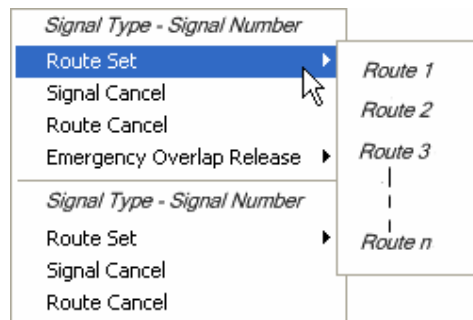 Signal Type - Signal Number
Route Set
Signal Cancel
Route Cancel
Emergency Overlap Release
Signal Type - Signal Number
Route Set
Signal Cancel
Route Cancel
Route 1
Route 2
Route 3
Route n